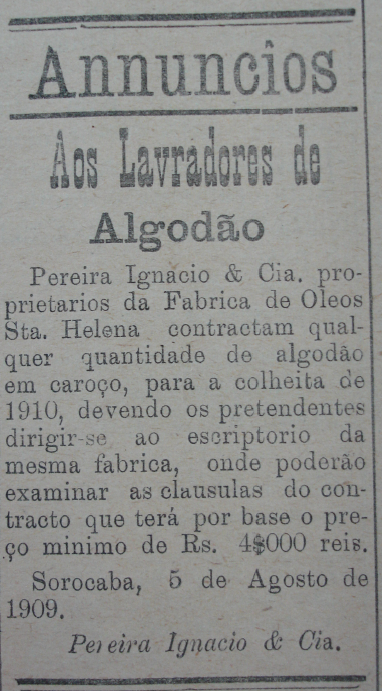 Annuncios
Aos Lavradores de
Algodão
Pereira Ignacio & Cia. pro-
prietarios da Fabrica de Oleos
Sta. Helena contractam qual-
quer quantidade de algodão
em caroço, para a colheita de
1910, devendo os pretendentes
dirigir-se ao escriptorio da
mesma fabrica, onde poderão
examinar as clausulas do con-
tracto que terá por base o pre-
ço minimo de Rs. 4$000 reis.
Sorocaba, 5 de Agosto de
1909.
Pereira Ignacio & Cia.